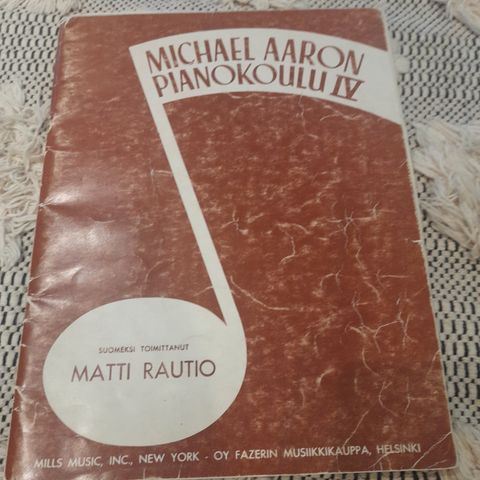 MICHAEL AARON
PIANOKOULU IV
SUOMEKSI TOIMITTANUT
MATTI RAUTIO
MILLS MUSIC, INC., NEW YORK - OY FAZERIN MUSIIKKIKAUPPA, HELSINKI